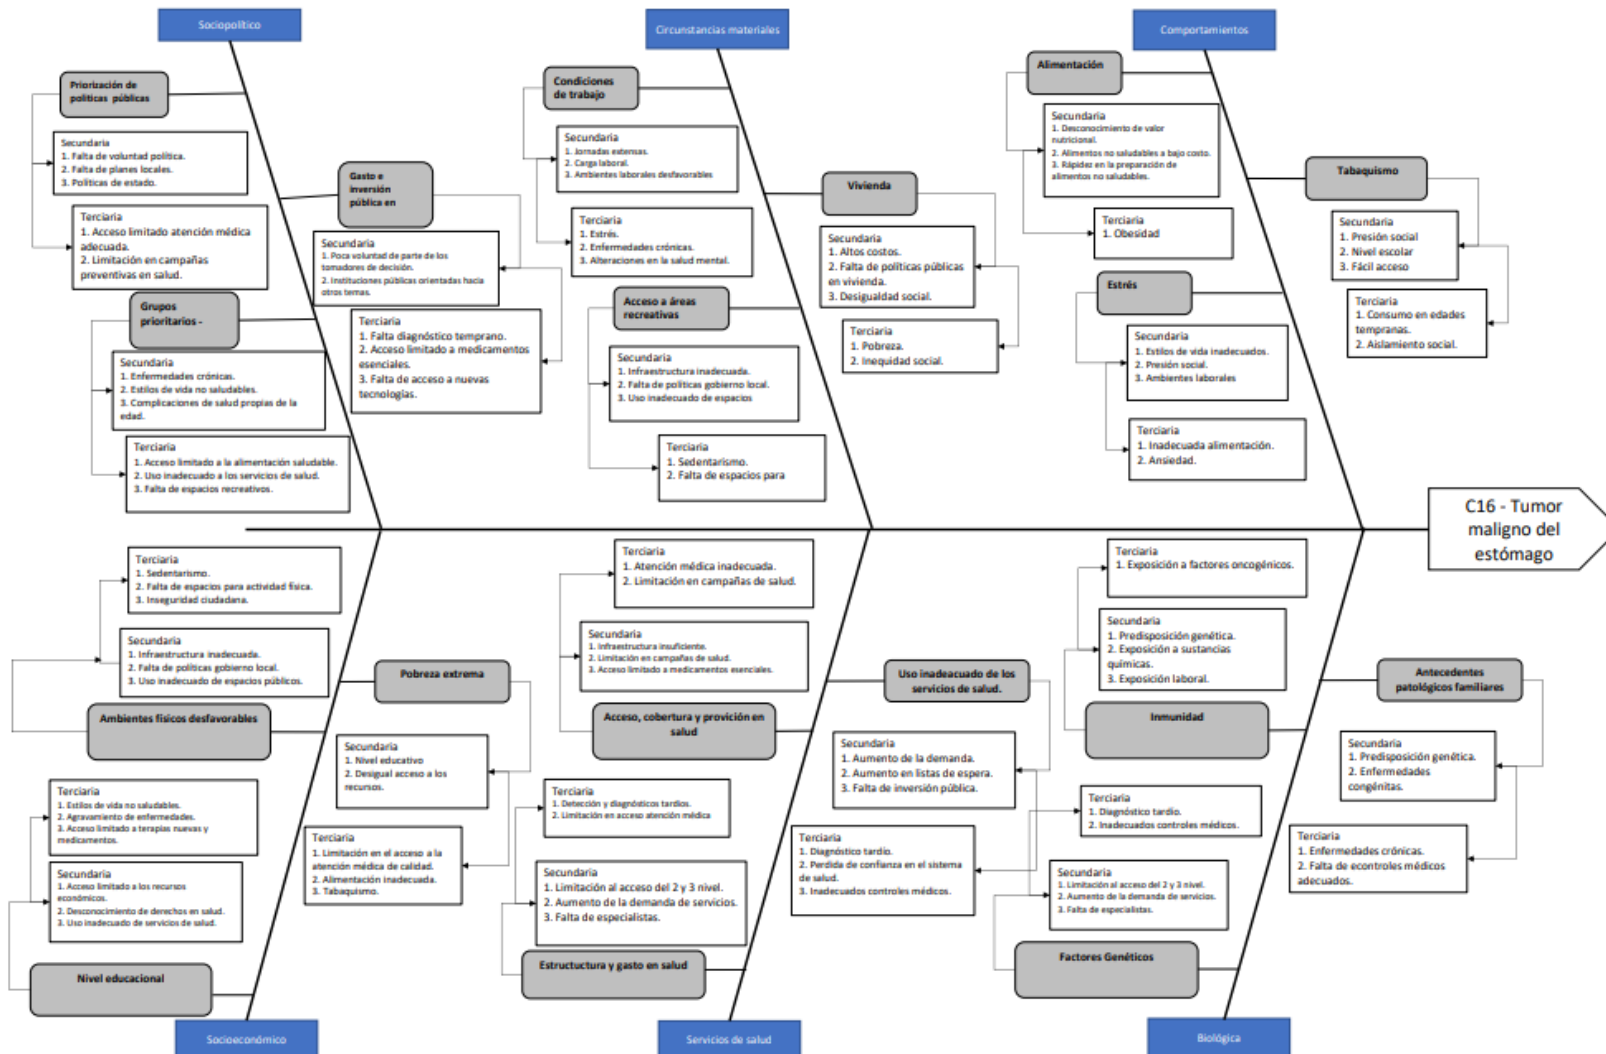 Sociopolítico
Circunstancias materiales
Comportamientos
Priorización de
políticas públicas
Secundaria
1. Falta de voluntad política.
2. Falta de planes locales.
3. Políticas de estado.
Terciaria
1. Acceso limitado atención médica
adecuada.
2. Limitación en campañas
preventivas en salud.
Gasto e
inversión
pública en
Secundaria
1. Poca voluntad de parte de los
tomadores de decisión.
2. Instituciones públicas orientadas hacia
otros temas.
Terciaria
1. Falta diagnóstico temprano.
2. Acceso limitado a medicamentos
esenciales.
3. Falta de acceso a nuevas
tecnologías.
Grupos
prioritarios -
Secundaria
1. Enfermedades crónicas.
2. Estilos de vida no saludables.
3. Complicaciones de salud propias de la
edad.
Terciaria
1. Acceso limitado a la alimentación saludable.
2. Uso inadecuado a los servicios de salud.
3. Falta de espacios recreativos.
Condiciones
de trabajo
Secundaria
1. Jornadas extensas.
2. Carga laboral.
3. Ambientes laborales desfavorables
Terciaria
1. Estrés.
2. Enfermedades crónicas.
3. Alteraciones en la salud mental.
Vivienda
Secundaria
1. Altos costos.
2. Falta de políticas públicas
en vivienda.
3. Desigualdad social.
Terciaria
1. Pobreza.
2. Inequidad social.
Acceso a áreas
recreativas
Secundaria
1. Infraestructura inadecuada.
2. Falta de políticas gobierno local.
3. Uso inadecuado de espacios
Terciaria
1. Sedentarismo.
2. Falta de espacios para
Alimentación
Secundaria
1. Desconocimiento de valor
nutricional.
2. Alimentos no saludables a bajo costo.
3. Rápidez en la preparación de
alimentos no saludables.
Terciaria
1. Obesidad
Tabaquismo
Secundaria
1. Presión social
2. Nivel escolar
3. Fácil acceso
Terciaria
1. Consumo en edades
tempranas.
2. Aislamiento social.
Estrés
Secundaria
1. Estilos de vida inadecuados.
2. Presión social.
3. Ambientes laborales
Terciaria
1. Inadecuada alimentación.
2. Ansiedad.
C16 - Tumor
maligno del
estómago
Terciaria
1. Sedentarismo.
2. Falta de espacios para actividad física.
3. Inseguridad ciudadana.
Secundaria
1. Infraestructura inadecuada.
2. Falta de políticas gobierno local.
3. Uso inadecuado de espacios públicos.
Ambientes físicos desfavorables
Pobreza extrema
Secundaria
1. Nivel educativo
2. Desigual acceso a los
recursos.
Terciaria
1. Limitación en el acceso a la
atención médica de calidad.
2. Alimentación inadecuada.
3. Tabaquismo.
Terciaria
1. Estilos de vida no saludables.
2. Agravamiento de enfermedades.
3. Acceso limitado a terapias nuevas y
medicamentos.
Secundaria
1. Acceso limitado a los recursos
económicos.
2. Desconocimiento de derechos en salud.
3. Uso inadecuado de servicios de salud.
Nivel educacional
Socioeconómico
Terciaria
1. Atención médica inadecuada.
2. Limitación en campañas de salud.
Secundaria
1. Infraestructura insuficiente.
2. Limitación en campañas de salud.
3. Acceso limitado a medicamentos esenciales.
Acceso, cobertura y provición en
salud
Uso inadeacuado de los
servicios de salud.
Secundaria
1. Aumento de la demanda.
2. Aumento en listas de espera.
3. Falta de inversión pública.
Terciaria
1. Diagnóstico tardío.
2. Perdida de confianza en el sistema
de salud.
3. Inadecuados controles médicos.
Terciaria
1. Detección y diagnósticos tardíos.
2. Limitación en acceso atención médica
Secundaria
1. Limitación al acceso del 2 y 3 nivel.
2. Aumento de la demanda de servicios.
3. Falta de especialistas.
Estructuctura y gasto en salud
Servicios de salud
Terciaria
1. Exposición a factores oncogénicos.
Secundaria
1. Predisposición genética.
2. Exposición a sustancias
químicas.
3. Exposición laboral.
Inmunidad
Antecedentes
patológicos familiares
Secundaria
1. Predisposición genética.
2. Enfermedades
congénitas.
Terciaria
1. Enfermedades crónicas.
2. Falta de econtroles médicos
adecuados.
Terciaria
1. Diagnóstico tardío.
2. Inadecuados controles médicos.
Secundaria
1. Limitación al acceso del 2 y 3 nivel.
2. Aumento de la demanda de servicios.
3. Falta de especialistas.
Factores Genéticos
Biológica